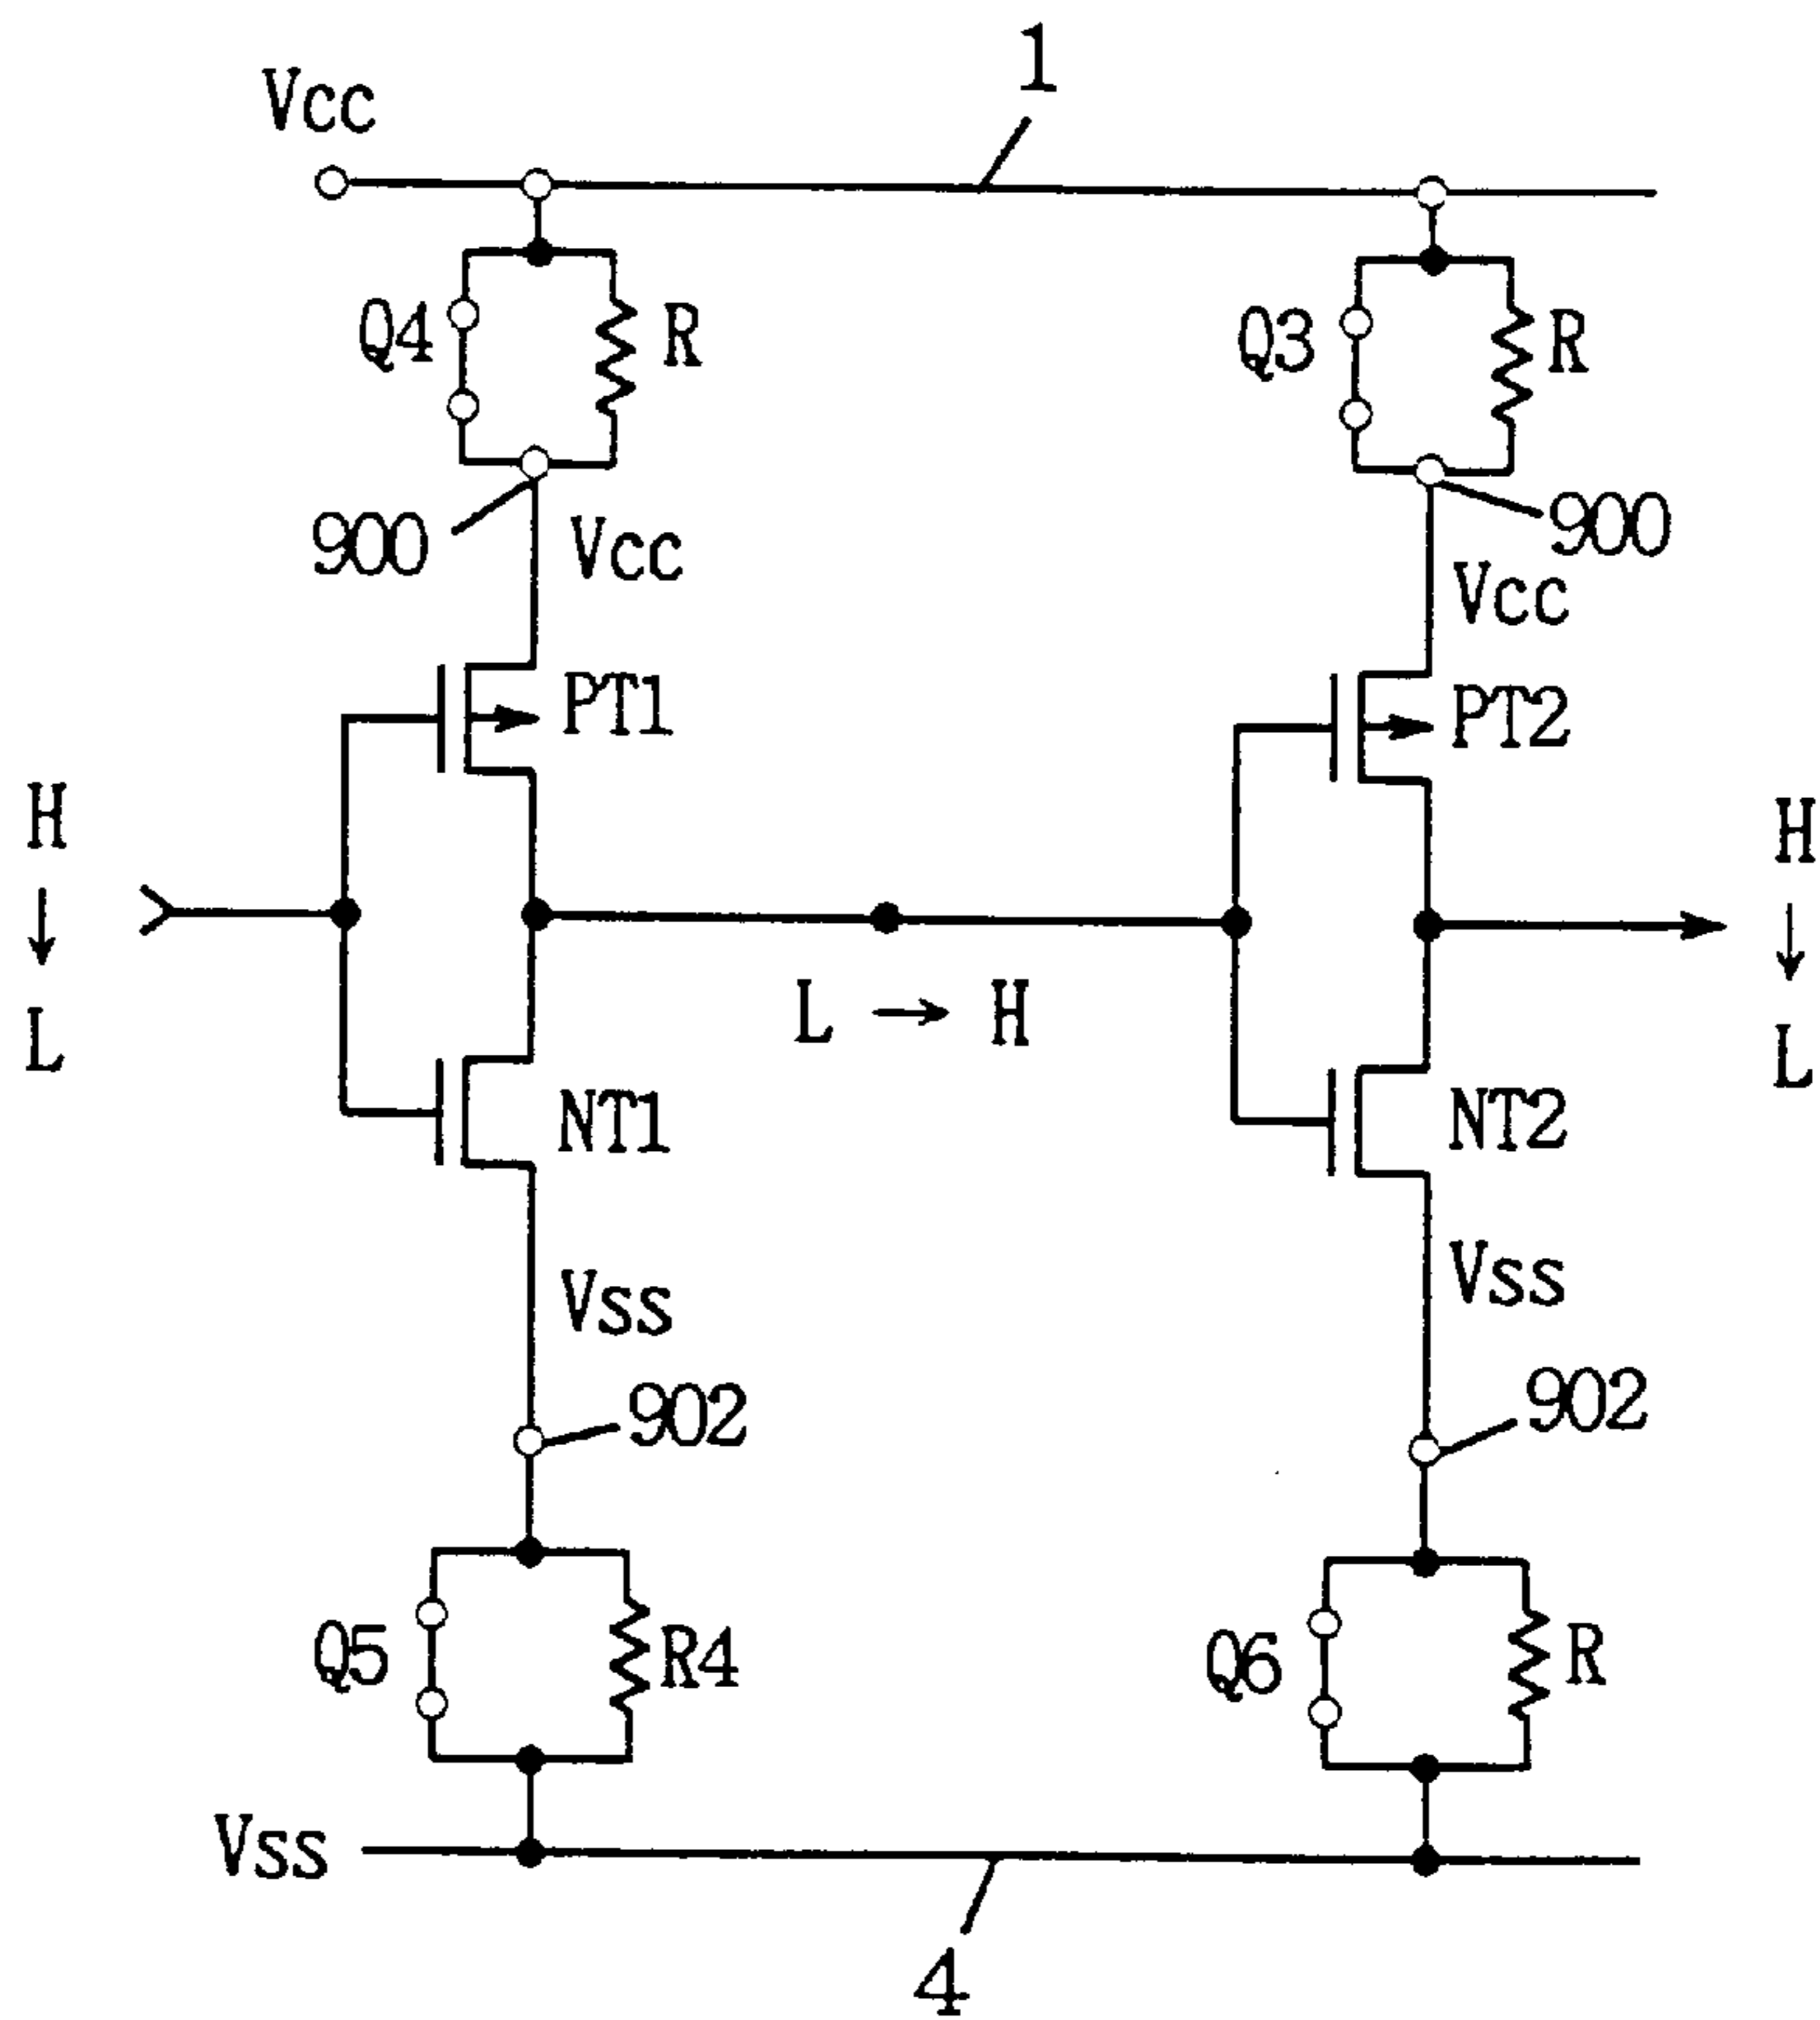 1
Vcc
Q4
R
Q3
R
900
Vcc
900
Vcc
PT1
PT2
H
↓
L
H
↓
L
L → H
NT1
NT2
Vss
Vss
902
902
Q5
R4
Q6
R
Vss
4